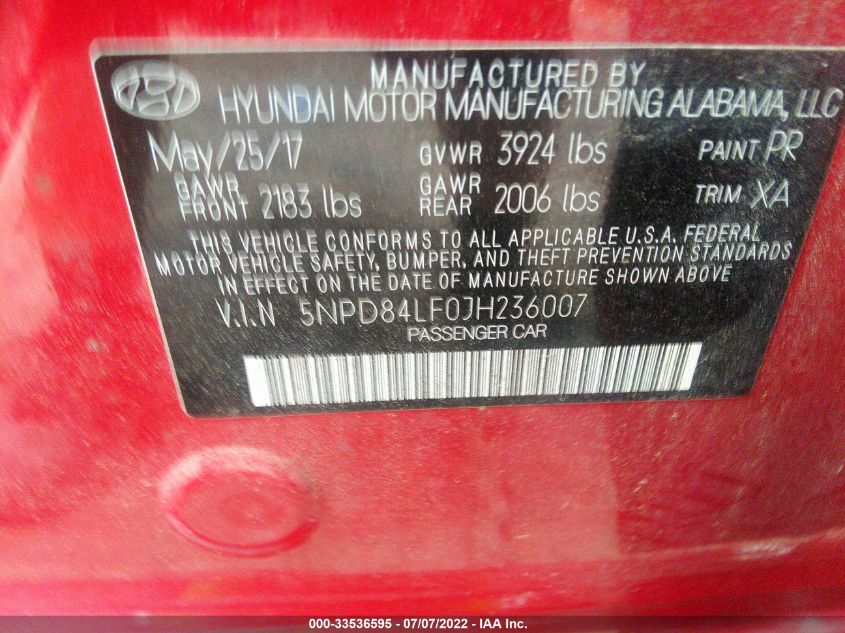 MANUFACTURED BY
HYUNDAI MOTOR MANUFACTURING ALABAMA, LLC
May/25/17 GVWR 3924 lbs PAINT PR
GAWR FRONT 2183 lbs GAWR REAR 2006 lbs TRIM XA
THIS VEHICLE CONFORMS TO ALL APPLICABLE U.S.A. FEDERAL
MOTOR VEHICLE SAFETY, BUMPER, AND THEFT PREVENTION STANDARDS
IN EFFECT ON THE DATE OF MANUFACTURE SHOWN ABOVE
V.I.N 5NPD84LF0JH236007
PASSENGER CAR
000-33536595 - 07/07/2022 - IAA Inc.